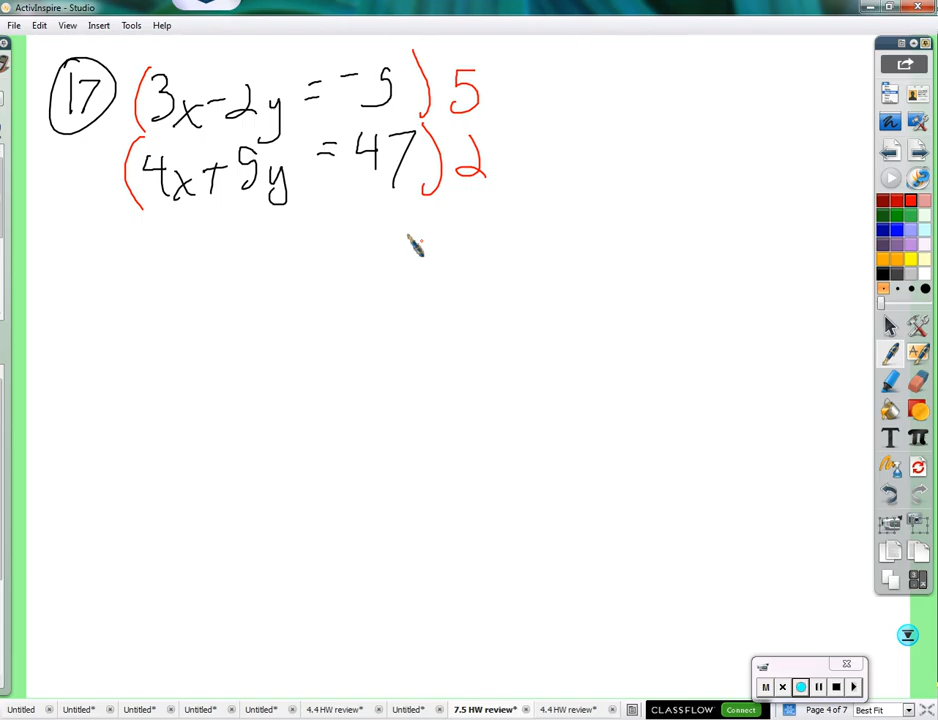 ActivInspire - Studio
File Edit View Insert Tools Help
17 (3x-2y = -5) 5
(4x+5y = 47) 2
M
Untitled Untitled* Untitled* Untitled* Untitled* 4.4 HW review* Untitled* 7.5 HW review* 4.4 HW review* CLASSFLOW Connect Page 4 of 7 Best Fit